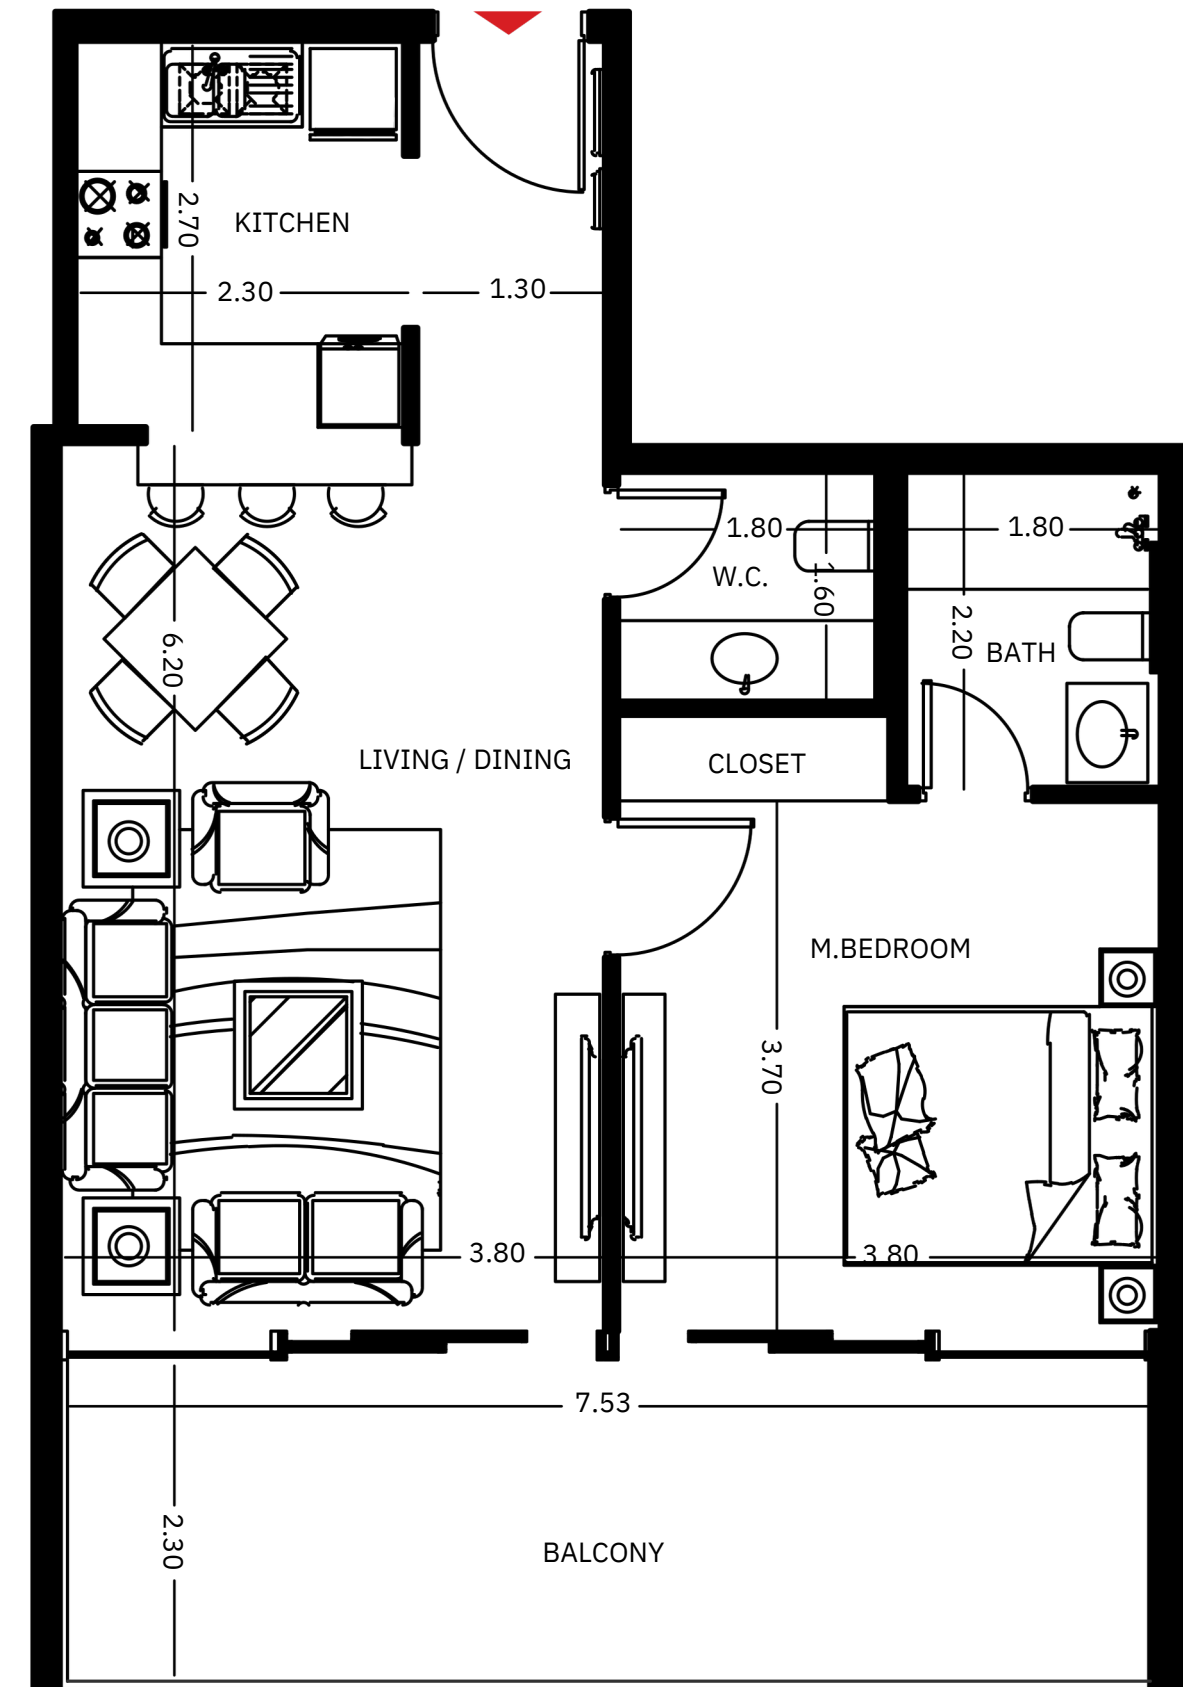 2.70
KITCHEN
2.30
1.30
1.80
1.80
W.C.
1.60
2.20
BATH
6.20
LIVING / DINING
CLOSET
M.BEDROOM
3.70
3.80
3.80
7.53
2.30
BALCONY